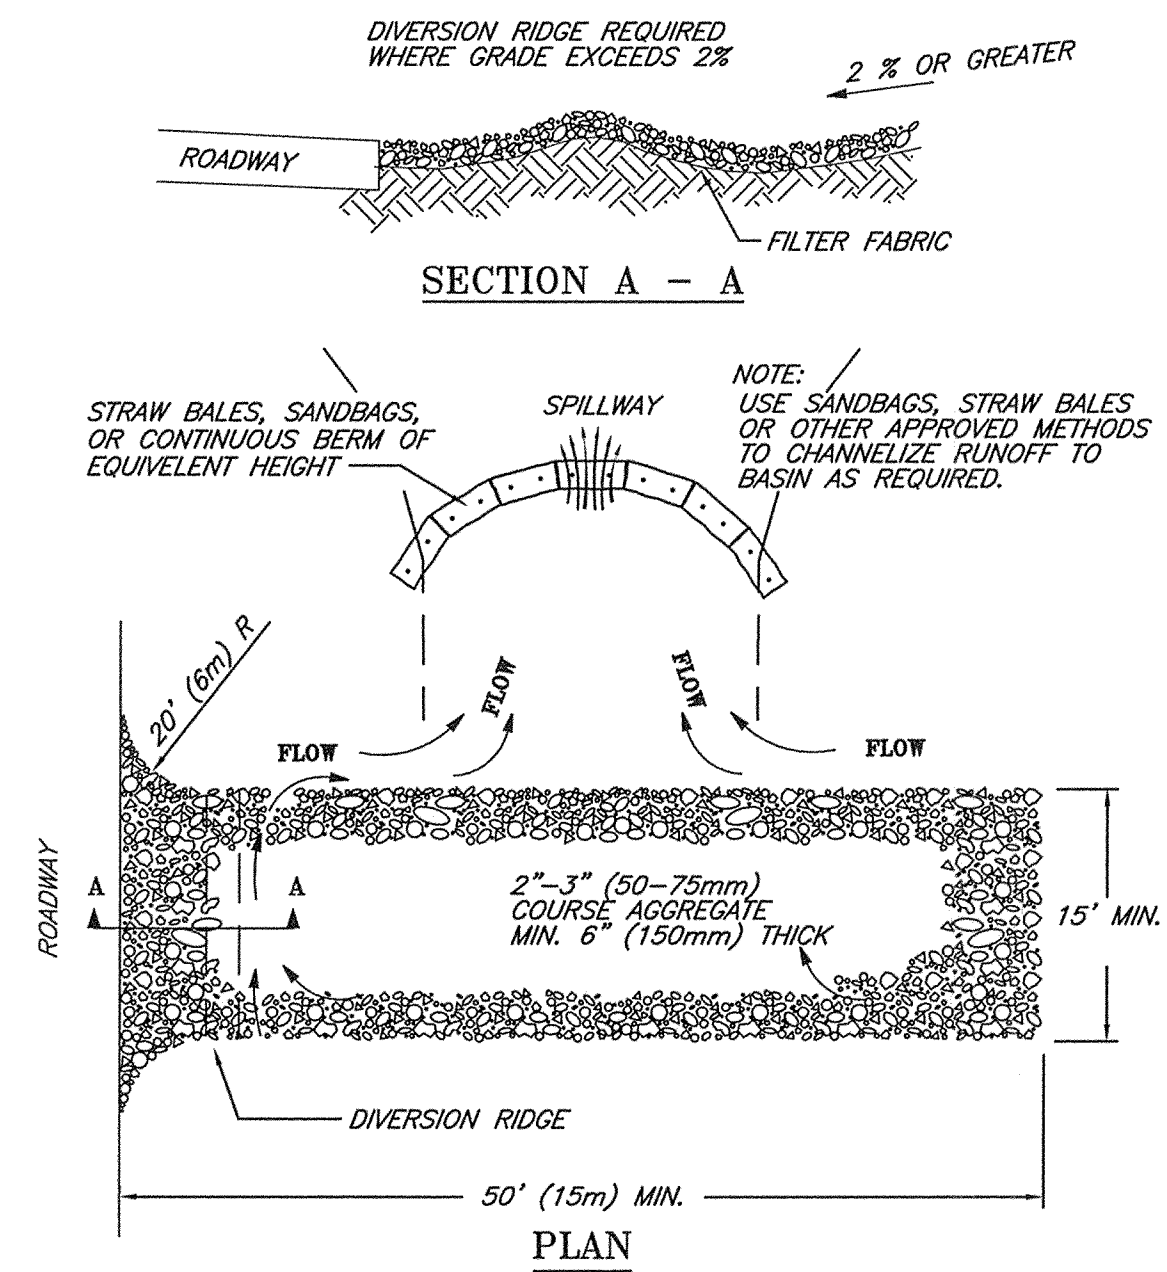 DIVERSION RIDGE REQUIRED
WHERE GRADE EXCEEDS 2%
2 % OR GREATER
ROADWAY
FILTER FABRIC
SECTION A - A
STRAW BALES, SANDBAGS,
OR CONTINUOUS BERM OF
EQUIVELENT HEIGHT
SPILLWAY
NOTE:
USE SANDBAGS, STRAW BALES
OR OTHER APPROVED METHODS
TO CHANNELIZE RUNOFF TO
BASIN AS REQUIRED.
20' (6m) R
FLOW
FLOW
FLOW
FLOW
ROADWAY
A
A
2"-3" (50-75mm)
COURSE AGGREGATE
MIN. 6" (150mm) THICK
15' MIN.
DIVERSION RIDGE
50' (15m) MIN.
PLAN